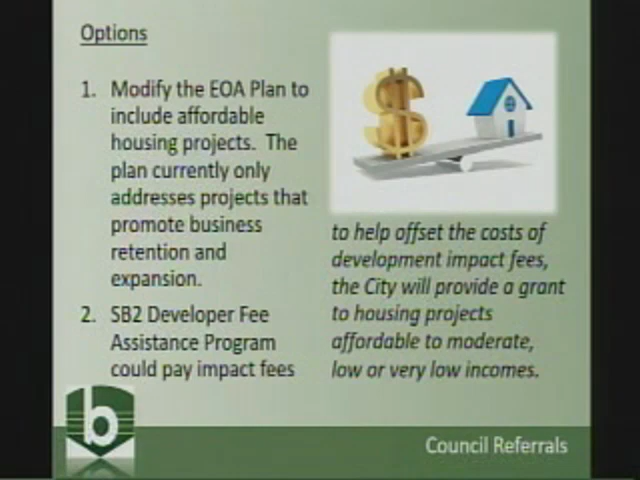 Options
1. Modify the EOA Plan to
include affordable
housing projects. The
plan currently only
addresses projects that
promote business
retention and
expansion.
2. SB2 Developer Fee
Assistance Program
could pay impact fees
to help offset the costs of
development impact fees,
the City will provide a grant
to housing projects
affordable to moderate,
low or very low incomes.
b
Council Referrals